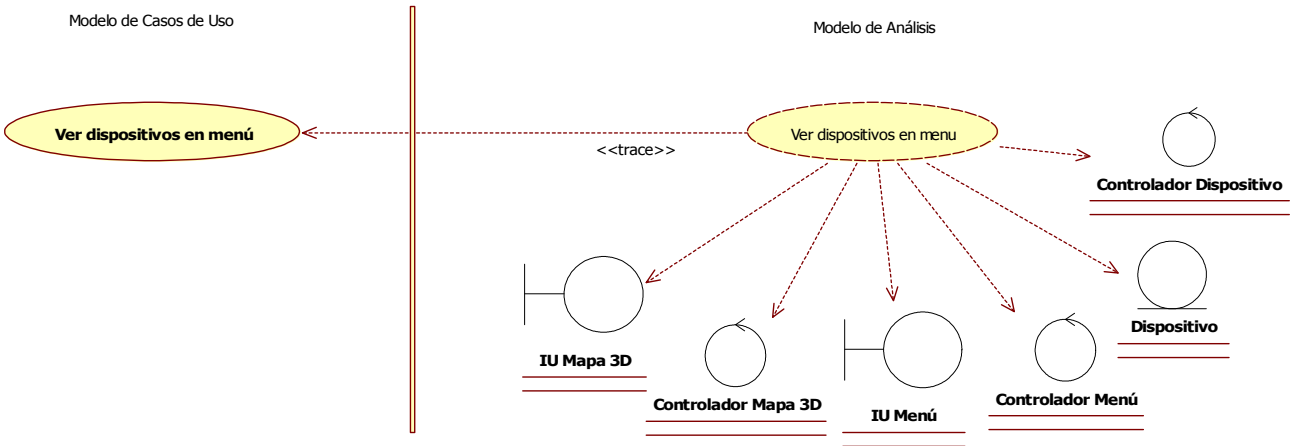 Modelo de Casos de Uso
Modelo de Análisis
Ver dispositivos en menú
<<trace>>
Ver dispositivos en menu
Controlador Dispositivo
Dispositivo
IU Mapa 3D
Controlador Mapa 3D
IU Menú
Controlador Menú